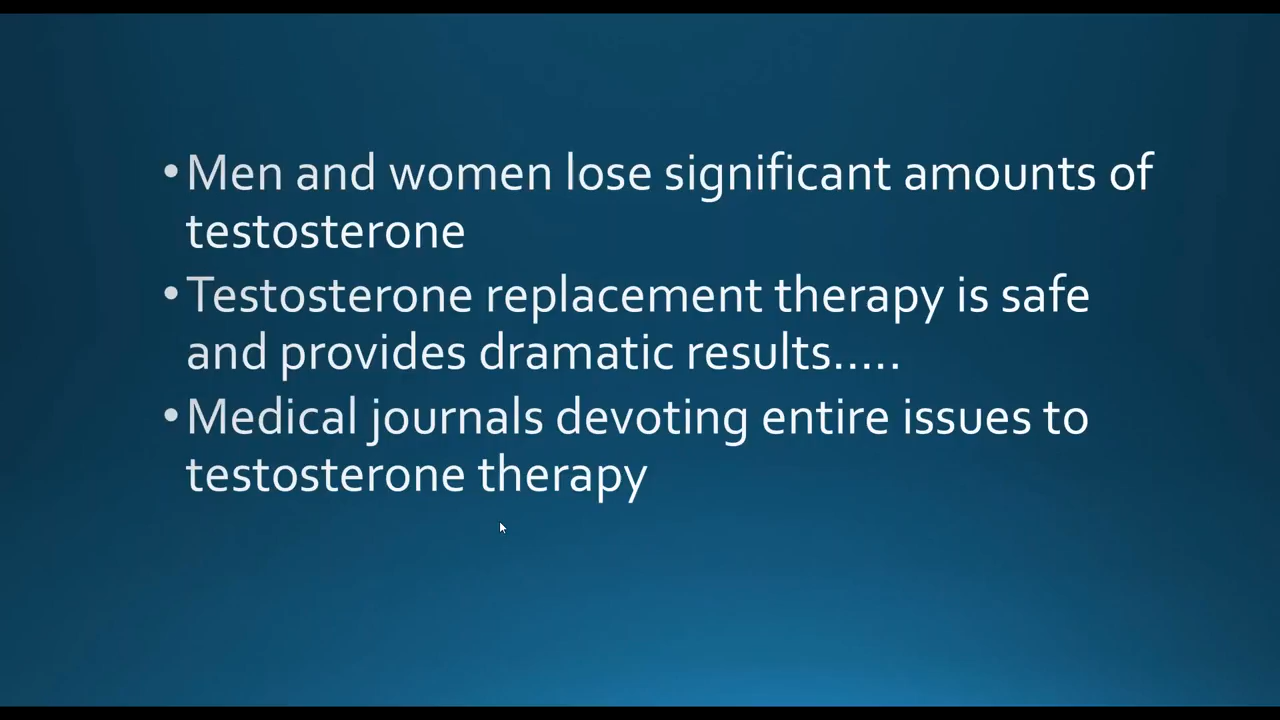 •Men and women lose significant amounts of
testosterone
•Testosterone replacement therapy is safe
and provides dramatic results.....
•Medical journals devoting entire issues to
testosterone therapy